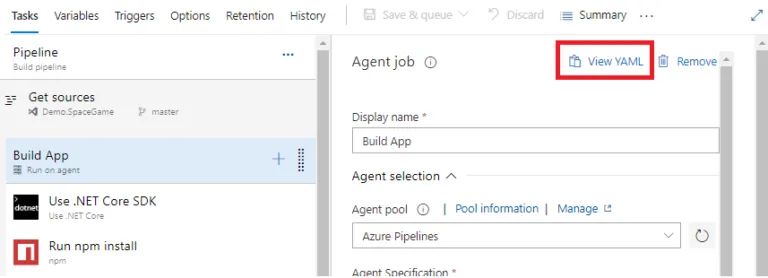 Tasks Variables Triggers Options Retention History Save & queue Discard Summary ...
Pipeline ...
Build pipeline
Get sources
Demo.SpaceGame master
Build App
Run on agent
dotnet
Use .NET Core SDK
Use .NET Core
Run npm install
npm
Agent job View YAML Remove
Display name *
Build App
Agent selection
Agent pool | Pool information | Manage
Azure Pipelines
Agent Specification *